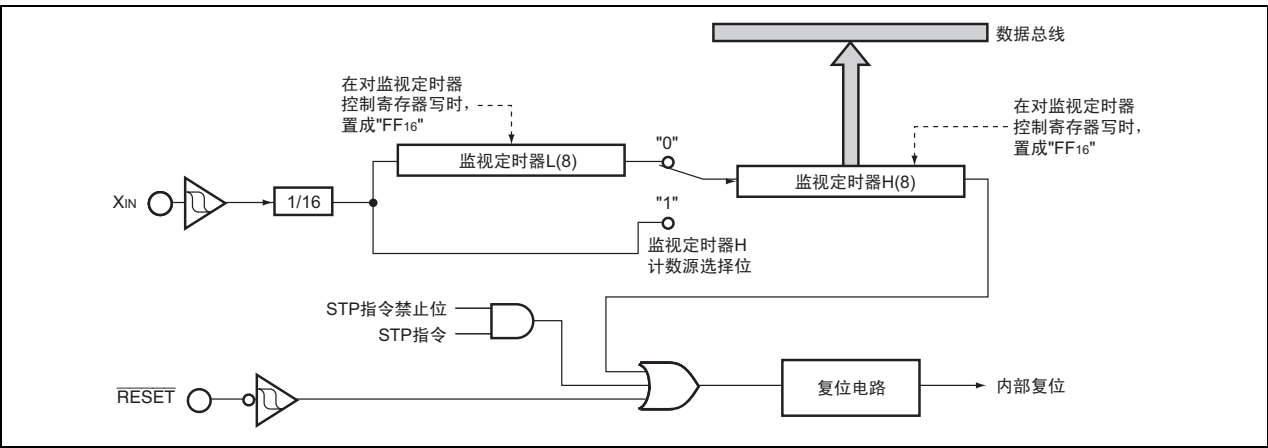 数据总线
在对监视定时器
控制寄存器写时，
置成"FF16"
在对监视定时器
控制寄存器写时，
置成"FF16"
"0"
监视定时器L(8)
监视定时器H(8)
XIN
1/16
"1"
监视定时器H
计数源选择位
STP指令禁止位
STP指令
RESET
复位电路
内部复位